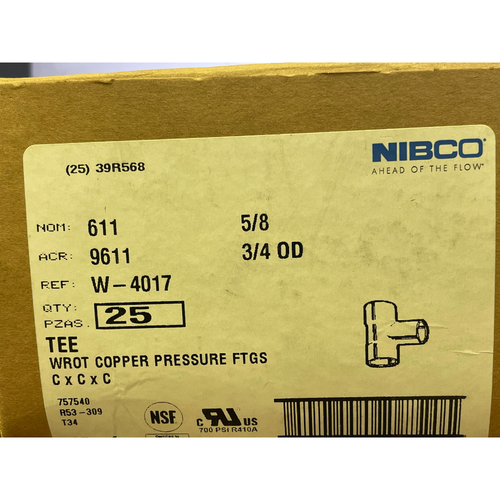 (25) 39R568
NIBCO
AHEAD OF THE FLOW
NOM: 611 5/8
ACR: 9611 3/4 OD
REF: W-4017
QTY:
PZAS. 25
TEE
WROT COPPER PRESSURE FTGS
C x C x C
757540
R53-309
T34
NSF
C RU US
700 PSI R410A